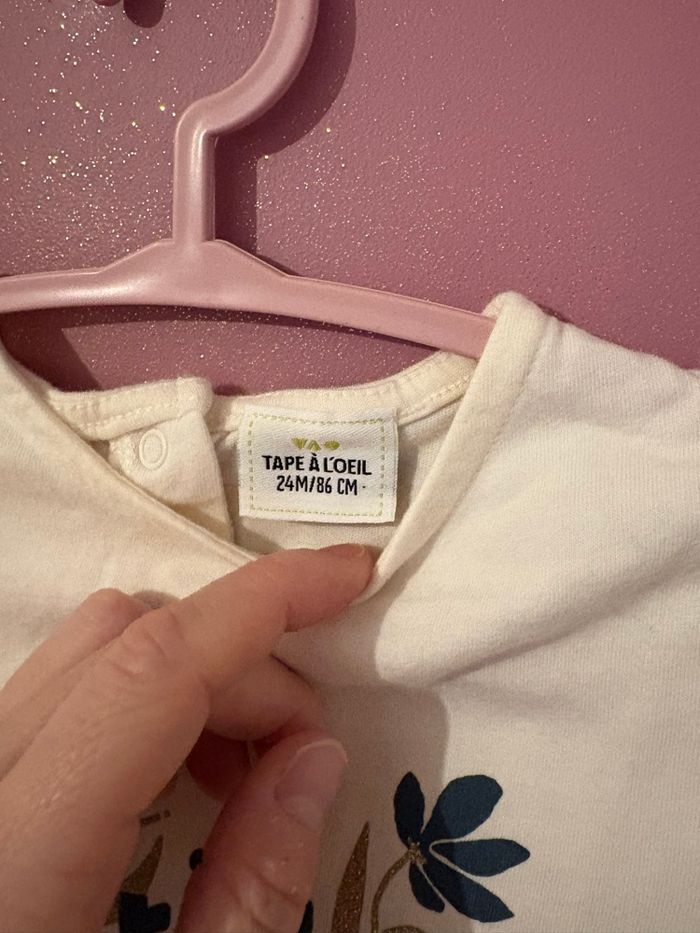 TAPE À L'OEIL
24M/86 CM